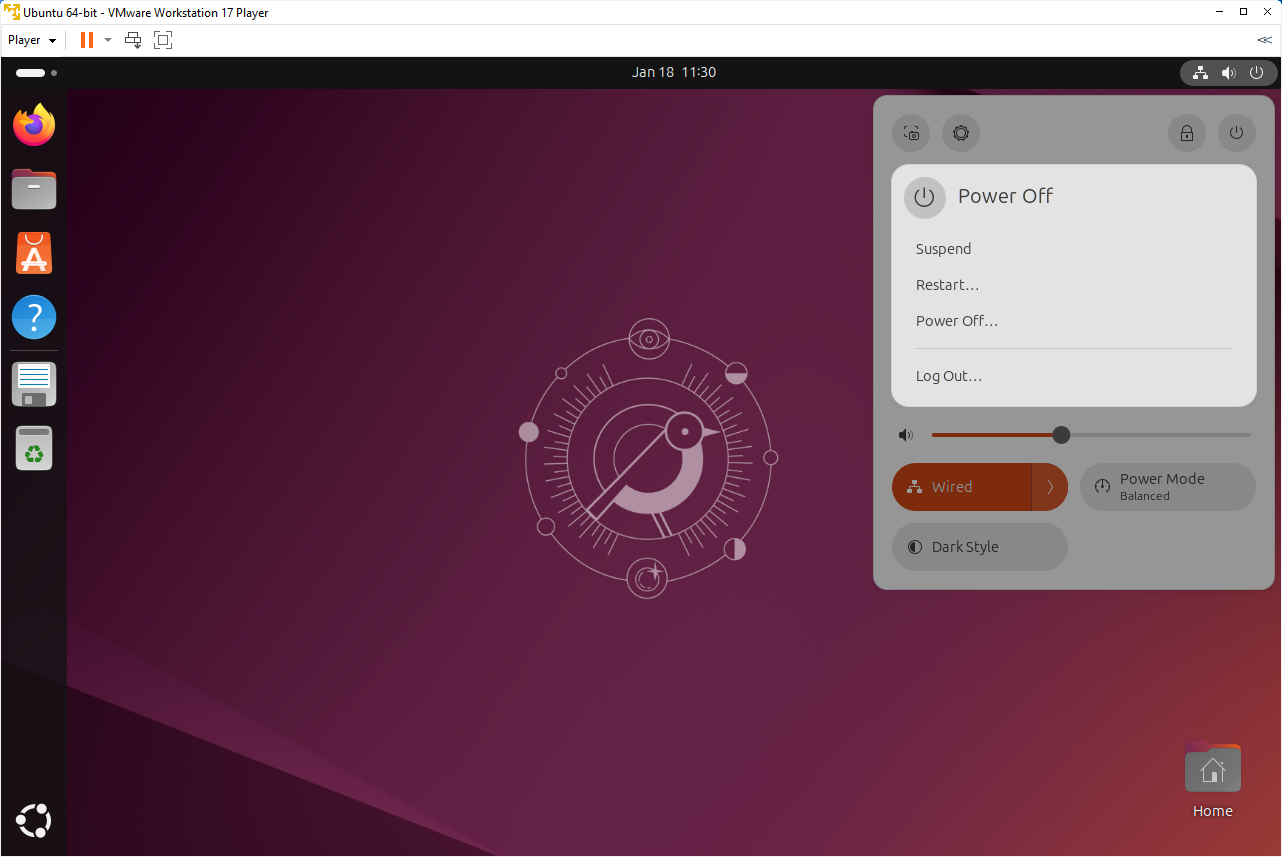 Ubuntu 64-bit - VMware Workstation 17 Player
Player
Jan 18 11:30
Power Off
Suspend
Restart...
Power Off...
Log Out...
Wired
Power Mode
Balanced
Dark Style
Home